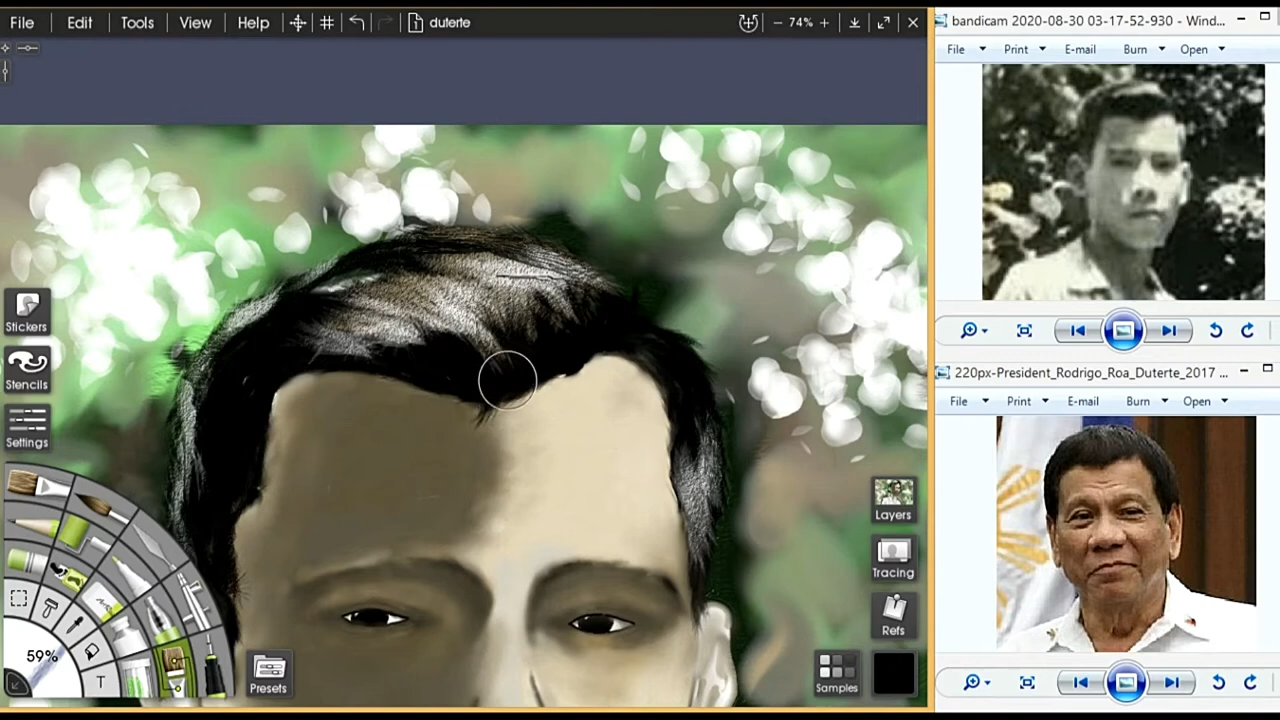 File Edit Tools View Help duterte 74%
Stickers
Stencils
Settings
59%
T
Presets
Layers
Tracing
Refs
Samples
bandicam 2020-08-30 03-17-52-930 - Wind...
File Print E-mail Burn Open
220px-President_Rodrigo_Roa_Duterte_2017 ...
File Print E-mail Burn Open